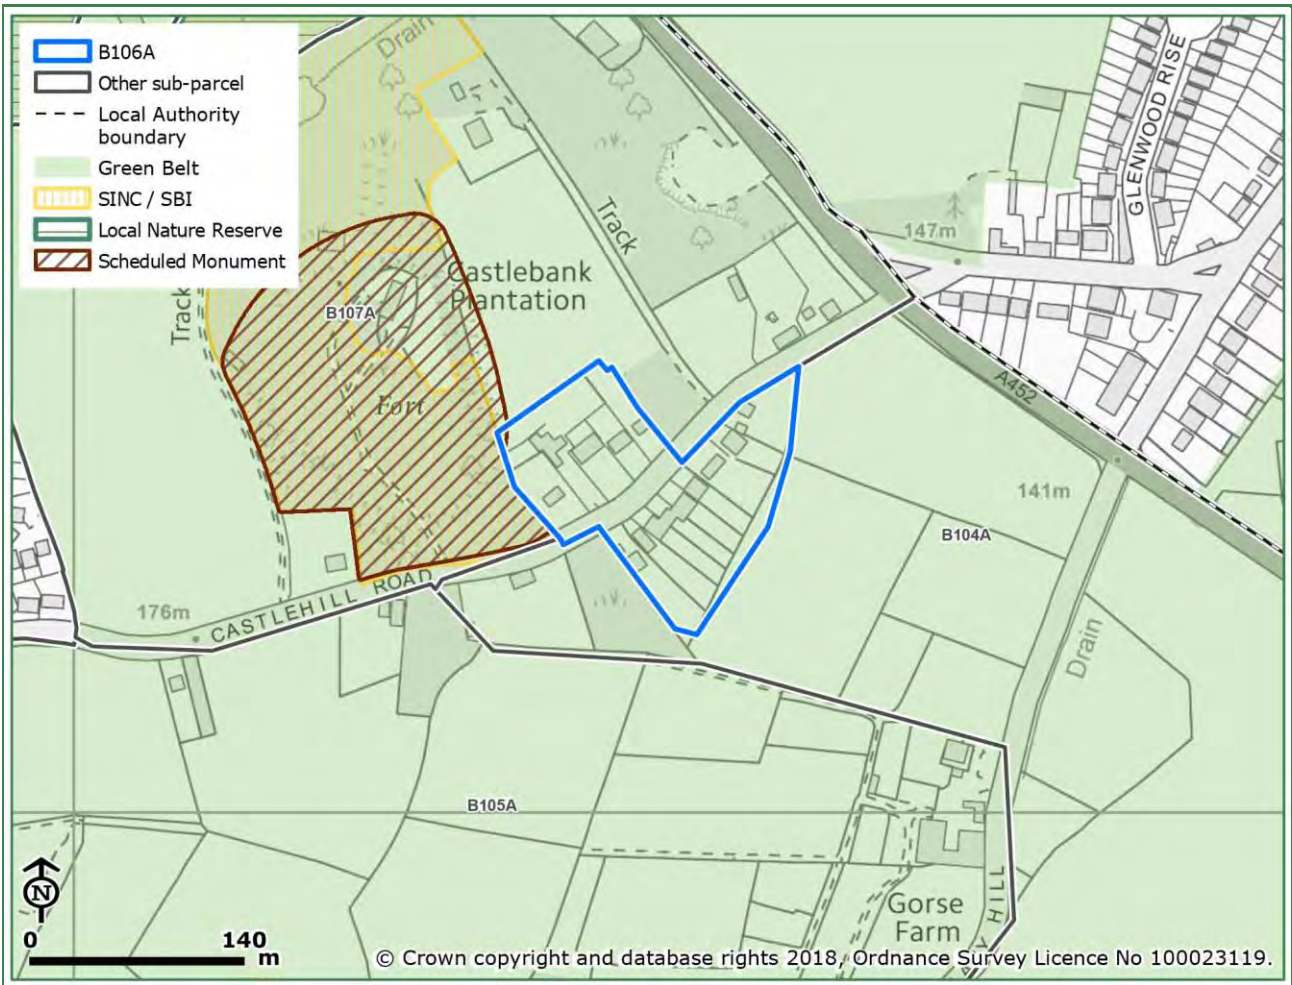 B106A
Other sub-parcel
Local Authority
boundary
Green Belt
SINC / SBI
Local Nature Reserve
Scheduled Monument
Drain
Track
GLENWOOD RISE
147m
Track
Castlebank
Plantation
B107A
Fort
A452
141m
B104A
176m
CASTLEHILL ROAD
Drain
B105A
Gorse
Farm
HILL
N
0 140
m
© Crown copyright and database rights 2018, Ordnance Survey Licence No 100023119.